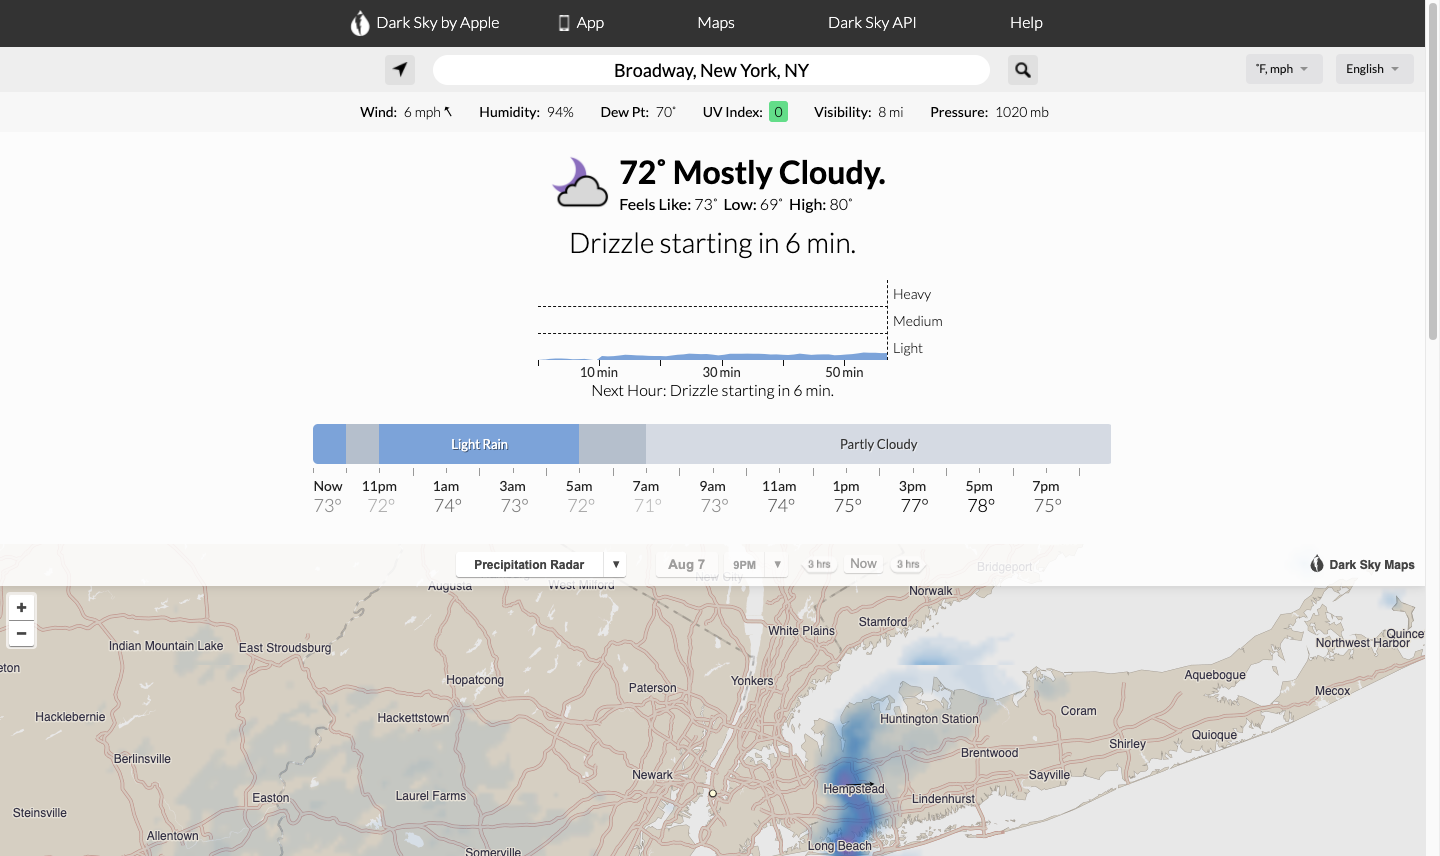 Dark Sky by Apple App Maps Dark Sky API Help
Broadway, New York, NY ˚F, mph English
Wind: 6 mph Humidity: 94% Dew Pt: 70˚ UV Index: 0 Visibility: 8 mi Pressure: 1020 mb
72˚ Mostly Cloudy.
Feels Like: 73˚ Low: 69˚ High: 80˚
Drizzle starting in 6 min.
Heavy
Medium
Light
10 min 30 min 50 min
Next Hour: Drizzle starting in 6 min.
Light Rain Partly Cloudy
Now 11pm 1am 3am 5am 7am 9am 11am 1pm 3pm 5pm 7pm
73° 72° 74° 73° 72° 71° 73° 74° 75° 77° 78° 75°
Precipitation Radar ▼ Aug 7 9PM ▼ 3 hrs Now 3 hrs Dark Sky Maps
New City Bridgeport
Augusta West Milford Norwalk
+
−
White Plains Stamford
Quince
Indian Mountain Lake East Stroudsburg Northwest Harbor
eton
Hopatcong Paterson Yonkers Aquebogue
Mecox
Hacklebernie Hackettstown Huntington Station Coram
Berlinsville Brentwood Shirley Quioque
Newark Sayville
Easton Laurel Farms Hempstead Lindenhurst
Steinsville
Allentown Long Beach
Somerville